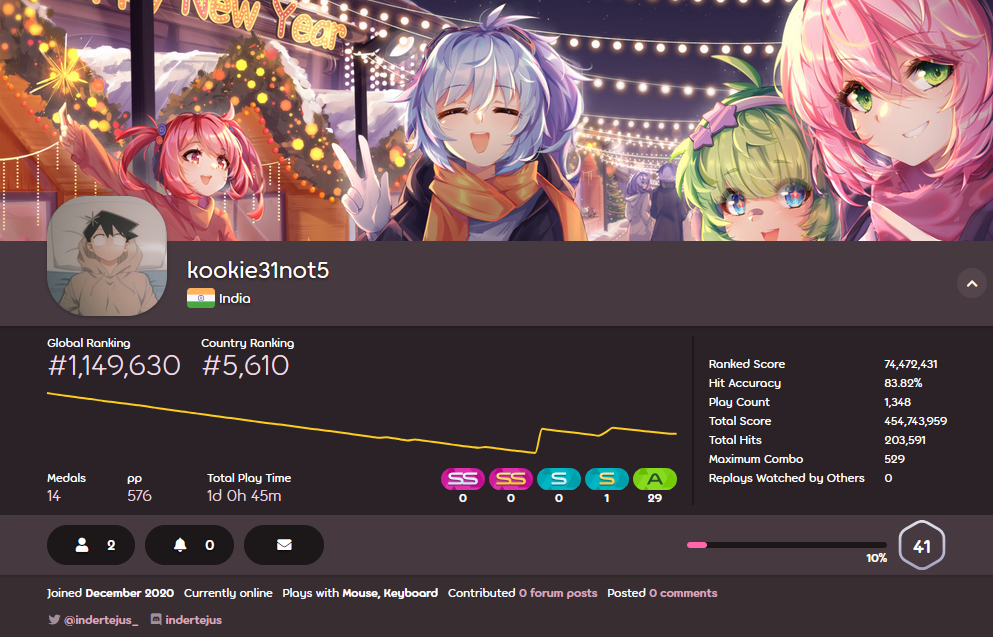 New Year
kookie31not5
India
Global Ranking Country Ranking
#1,149,630 #5,610
Ranked Score 74,472,431
Hit Accuracy 83.82%
Play Count 1,348
Total Score 454,743,959
Total Hits 203,591
Maximum Combo 529
Replays Watched by Others 0
Medals pp Total Play Time
14 576 1d 0h 45m
SS SS S S A
0 0 0 1 29
2 0
10%
41
Joined December 2020 Currently online Plays with Mouse, Keyboard Contributed 0 forum posts Posted 0 comments
@indertejus_ indertejus